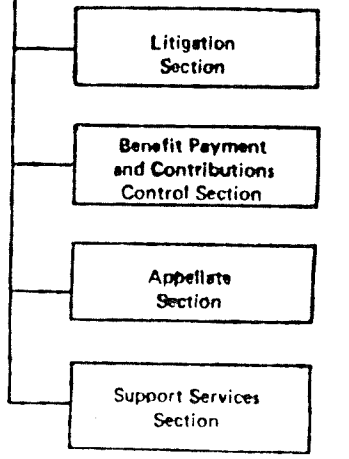 Litigation
Section
Benefit Payment
and Contributions
Control Section
Appellate
Section
Support Services
Section